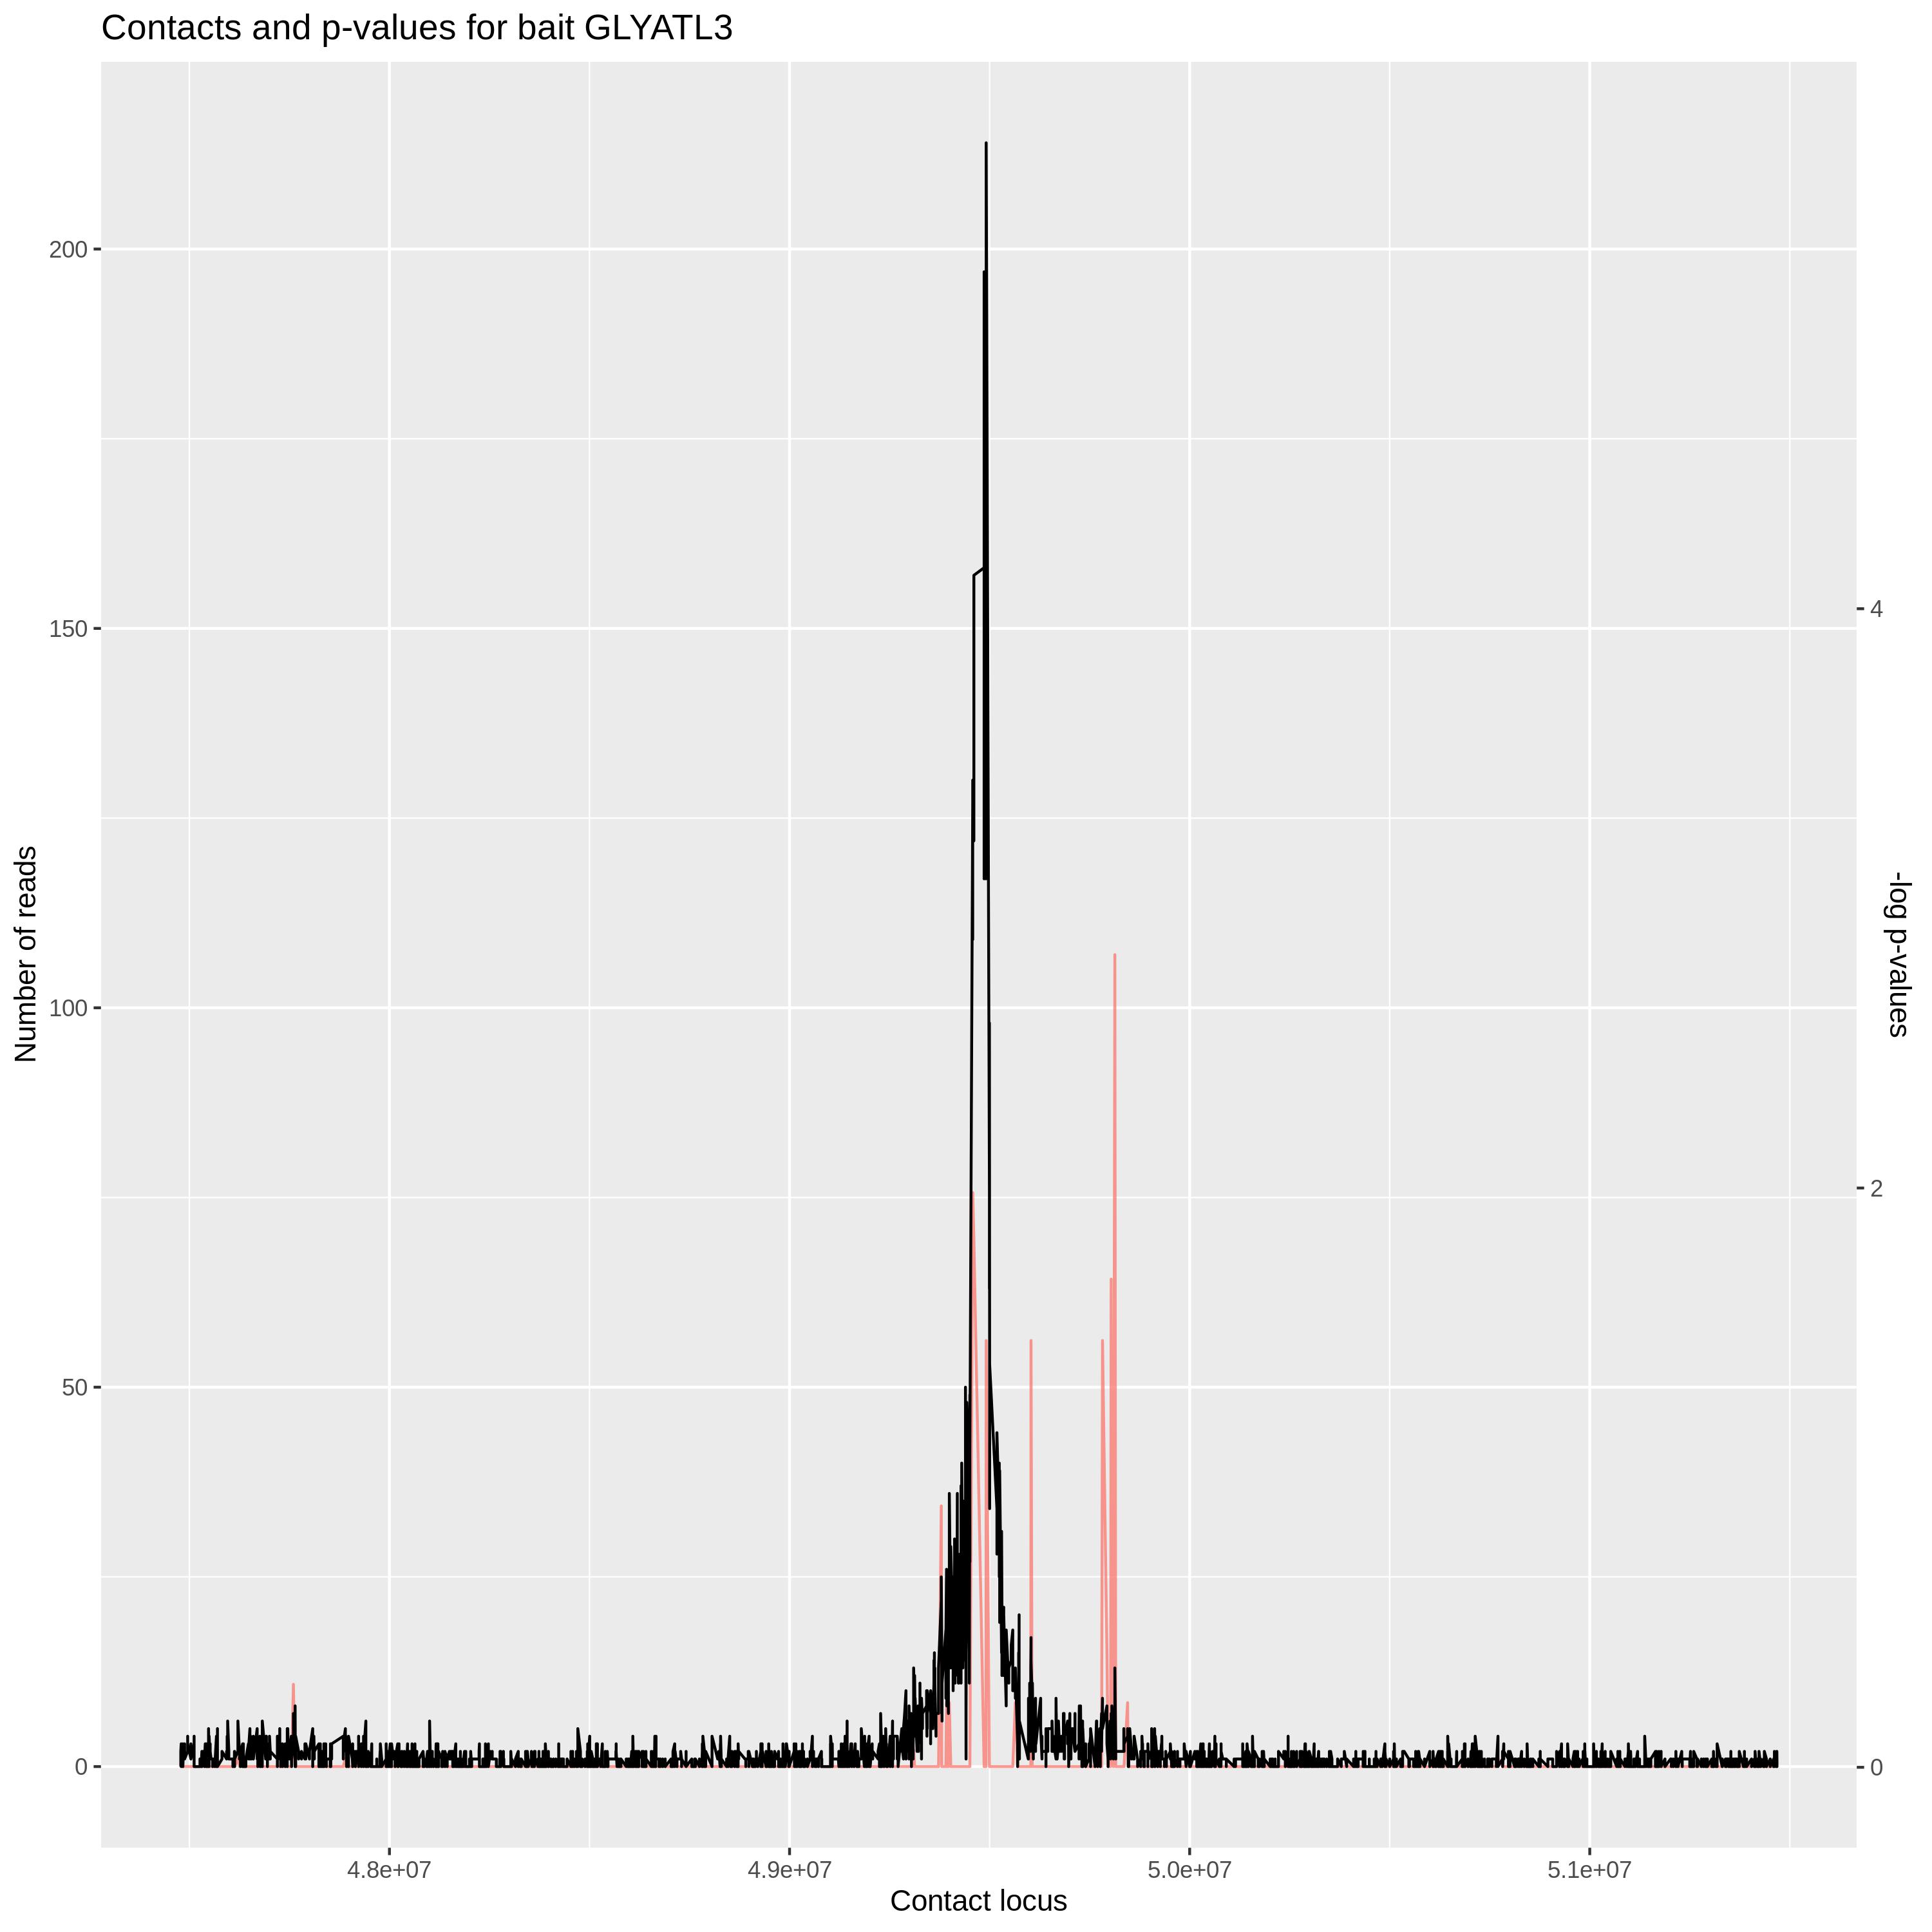 Contacts and p-values for bait GLYATL3
200
150
100
50
0
Number of reads
4
2
0
-log p-values
4.8e+07
4.9e+07
5.0e+07
5.1e+07
Contact locus